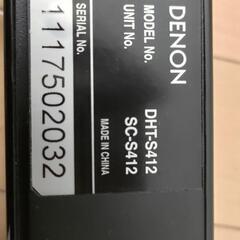 DENON
MODEL No. DHT-S412
UNIT No. SC-S412
MADE IN CHINA
SERIAL No.
1117502032